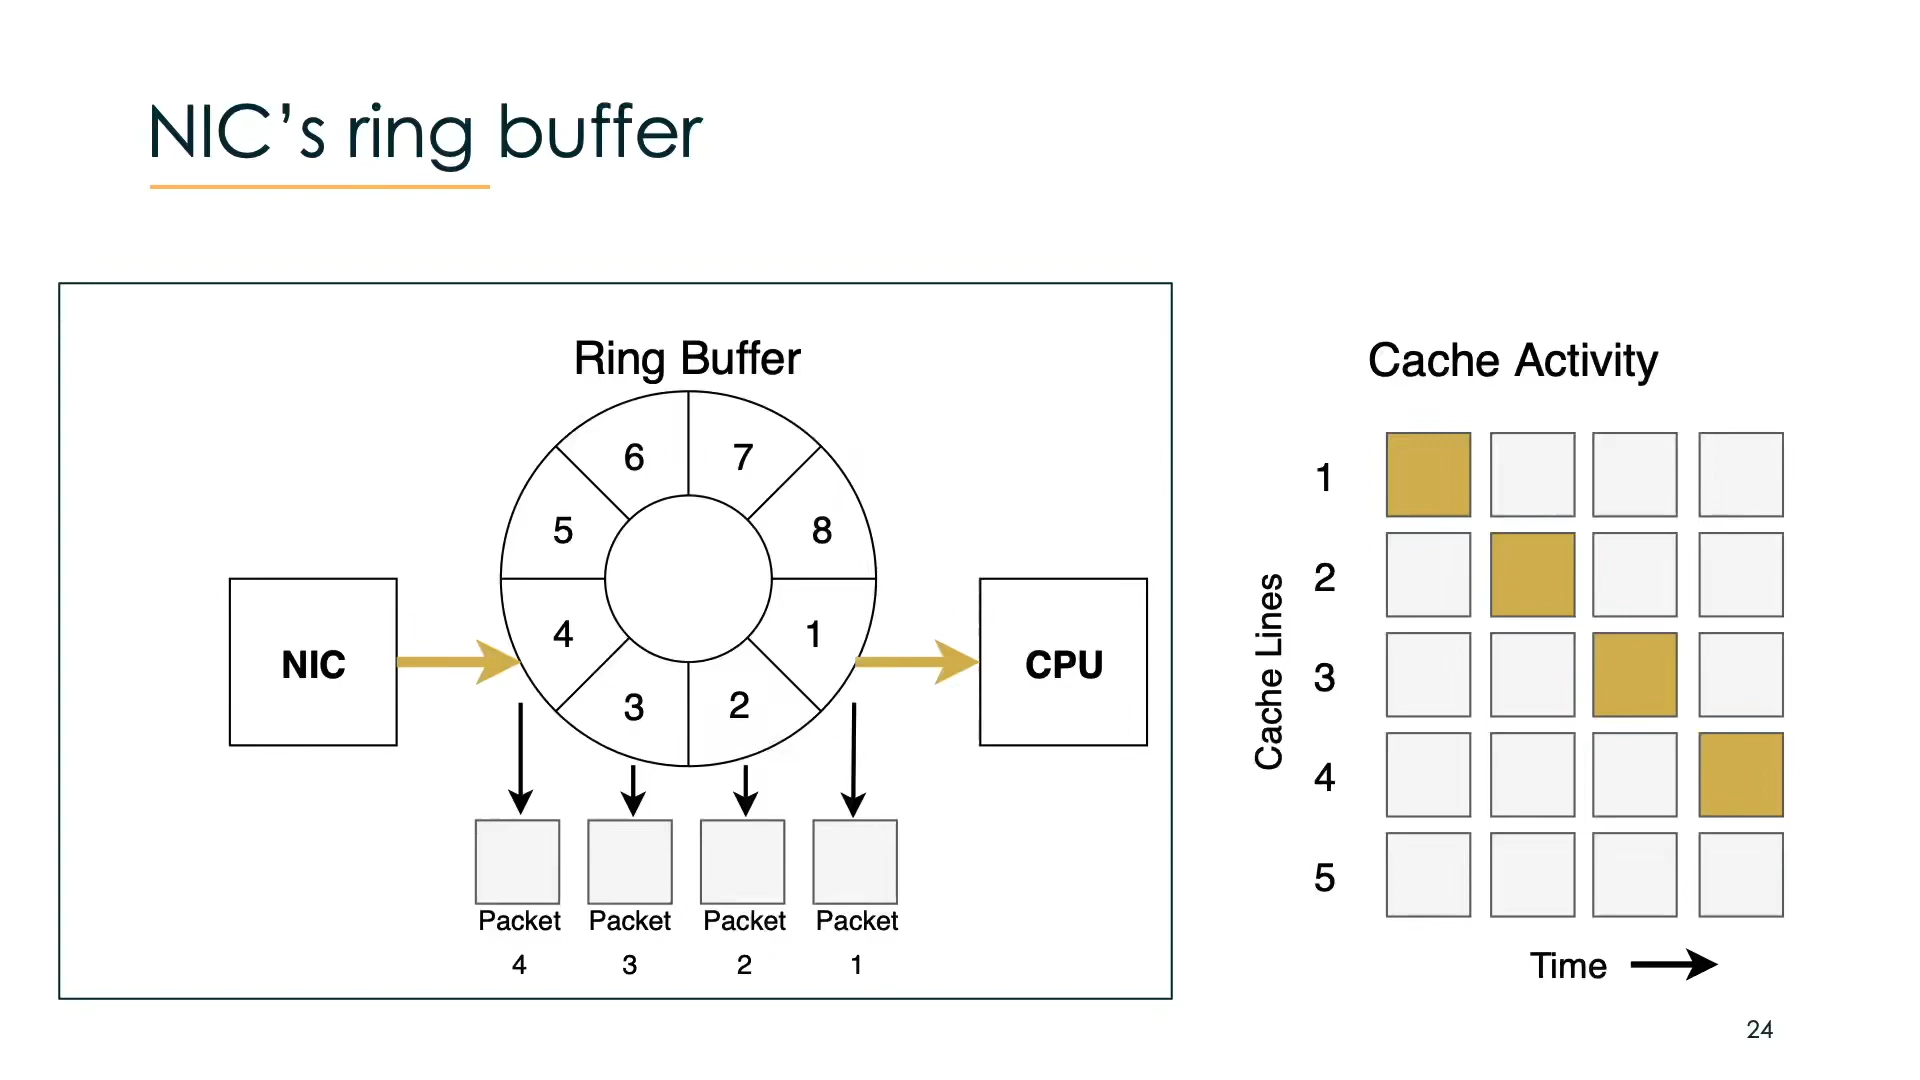 NIC’s ring buffer
Ring Buffer
6 7
5 8
4 1
3 2
NIC
CPU
Packet Packet Packet Packet
4 3 2 1
Cache Activity
Cache Lines
1
2
3
4
5
Time
24